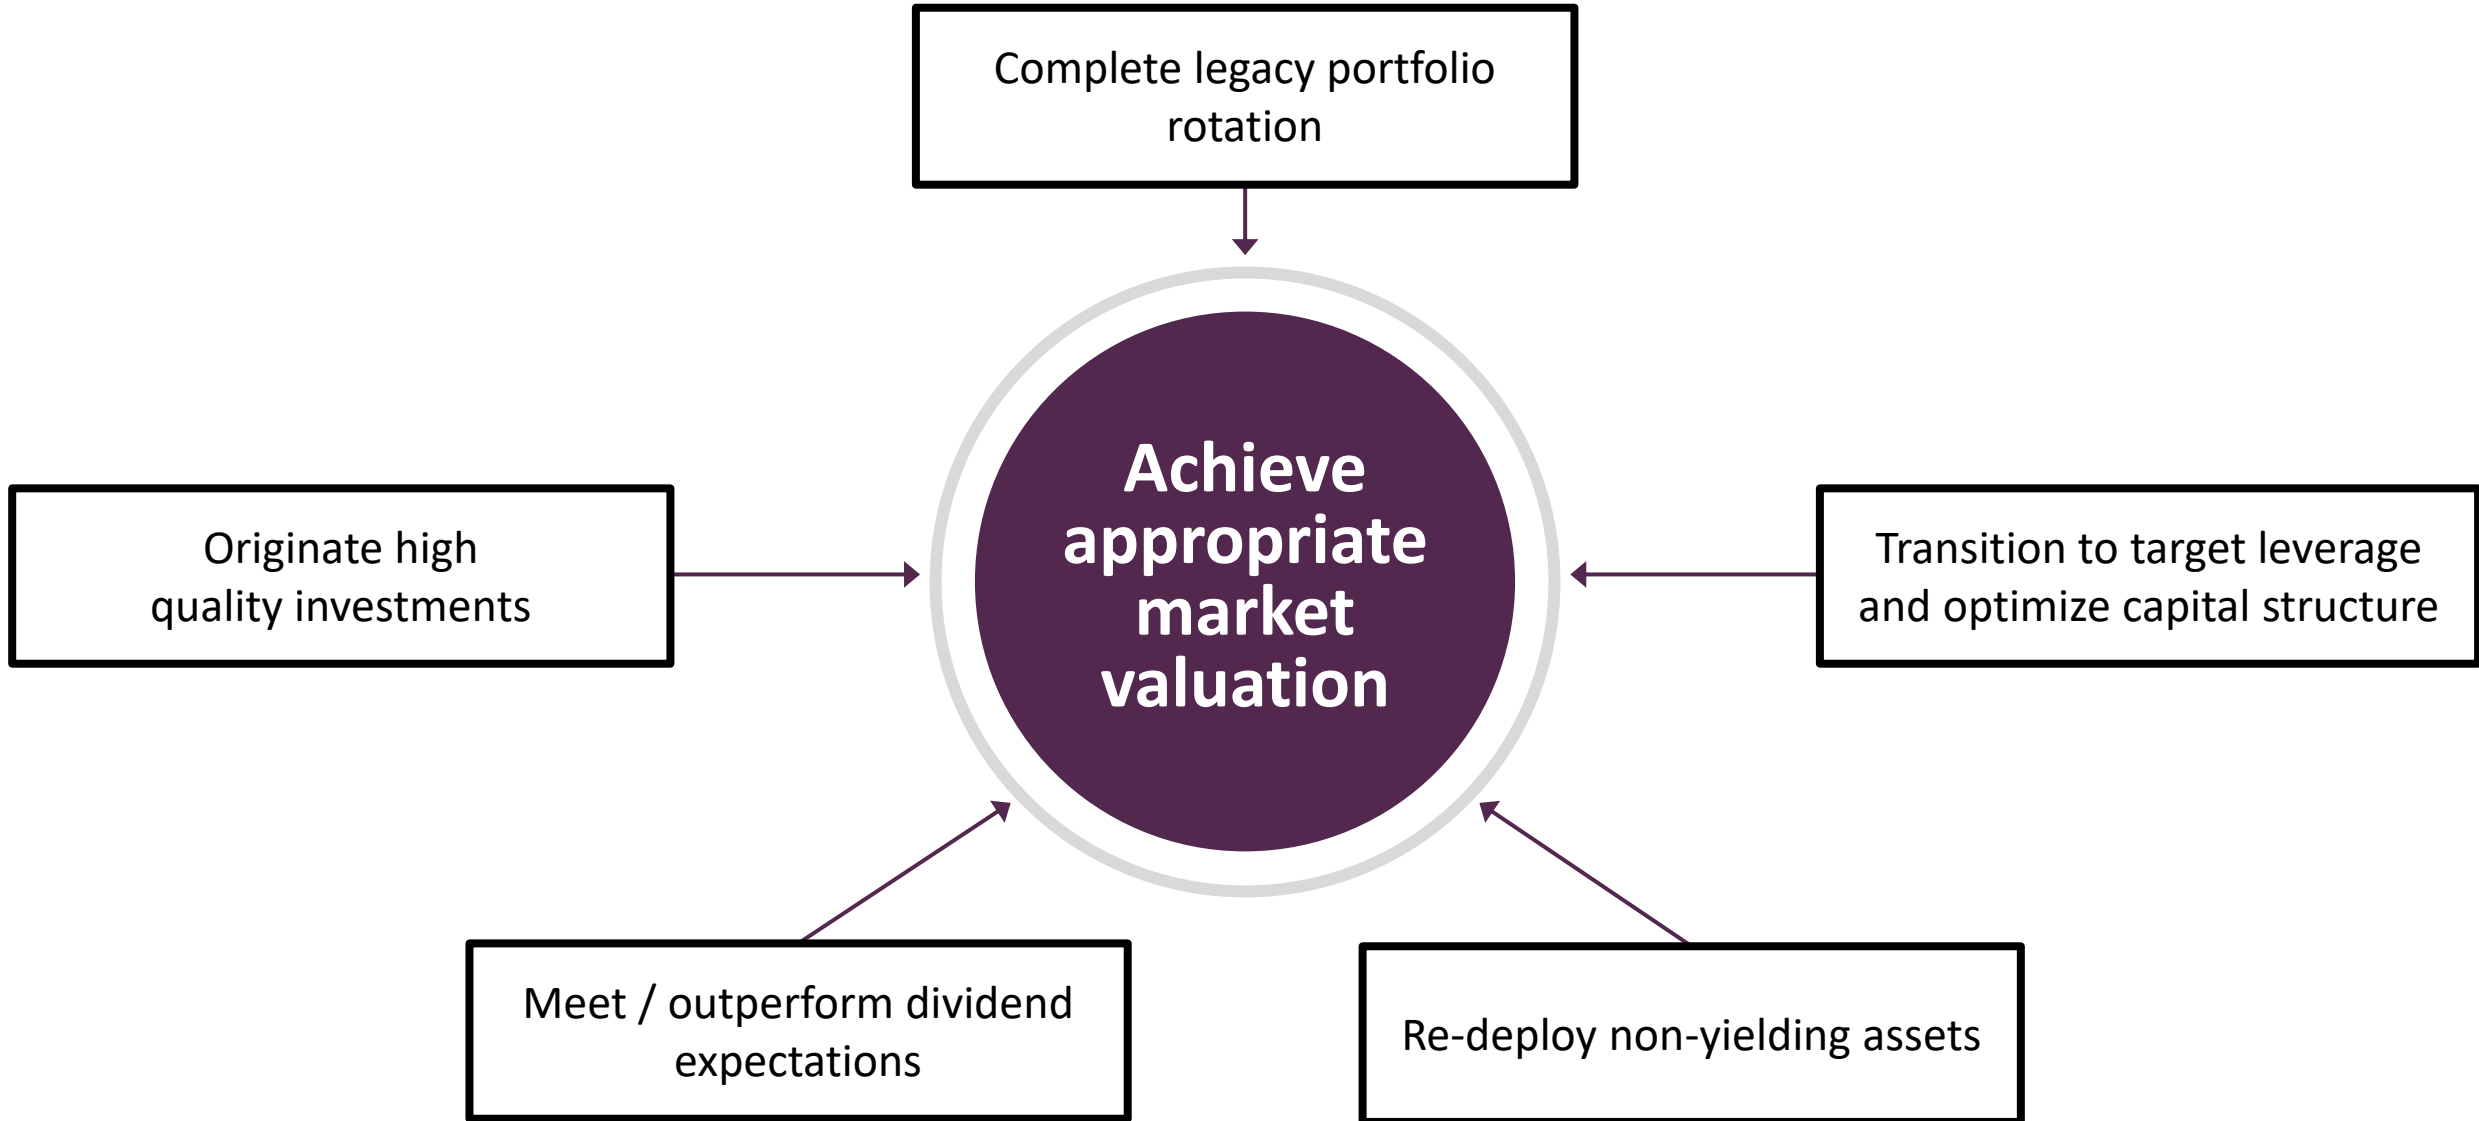 Complete legacy portfolio
rotation
Achieve
appropriate
market
valuation
Originate high
quality investments
Transition to target leverage
and optimize capital structure
Meet / outperform dividend
expectations
Re-deploy non-yielding assets